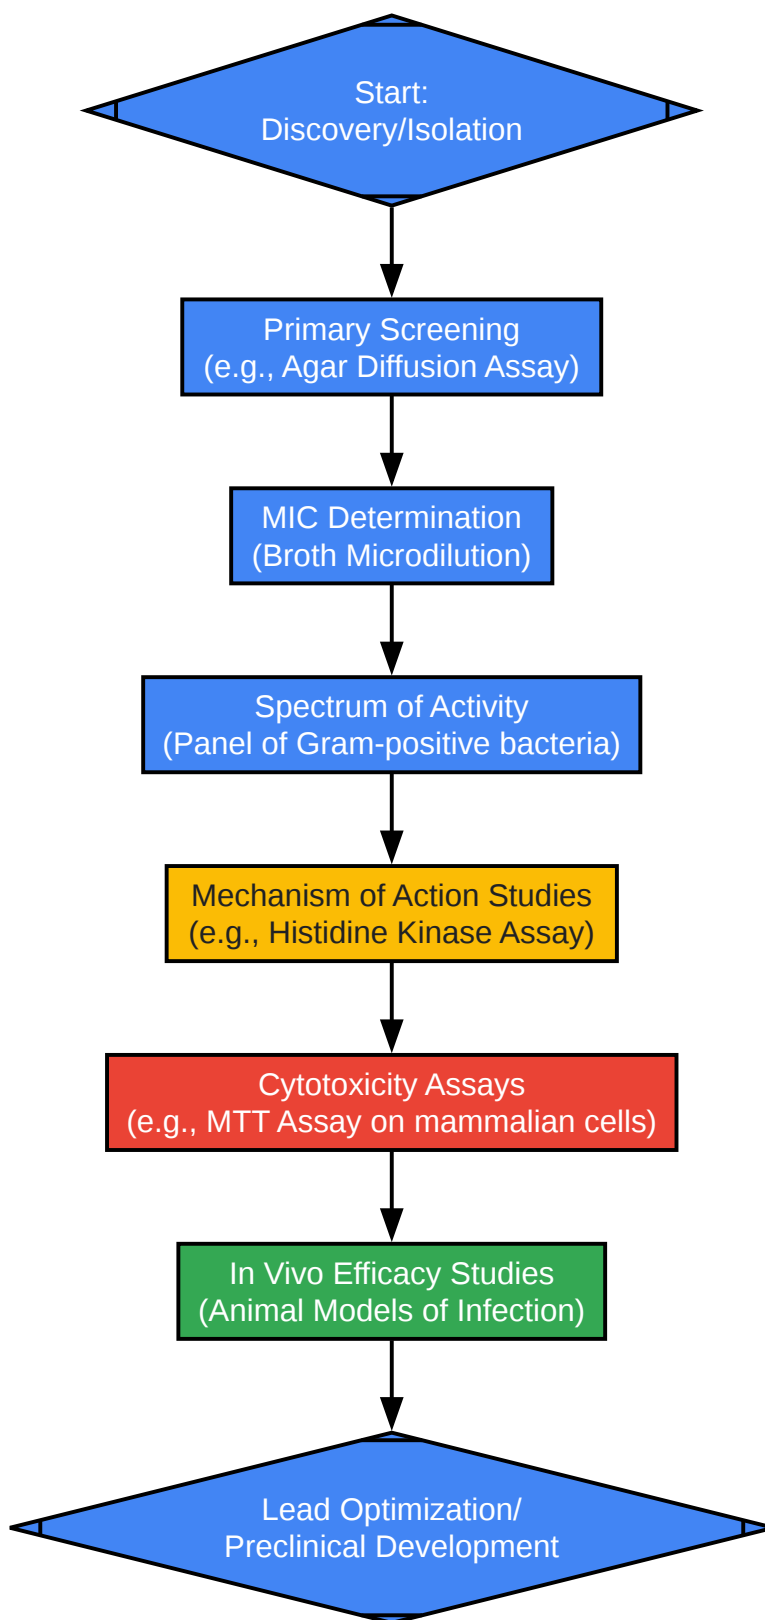 Start:
Discovery/Isolation
Primary Screening
(e.g., Agar Diffusion Assay)
MIC Determination
(Broth Microdilution)
Spectrum of Activity
(Panel of Gram-positive bacteria)
Mechanism of Action Studies
(e.g., Histidine Kinase Assay)
Cytotoxicity Assays
(e.g., MTT Assay on mammalian cells)
In Vivo Efficacy Studies
(Animal Models of Infection)
Lead Optimization/
Preclinical Development